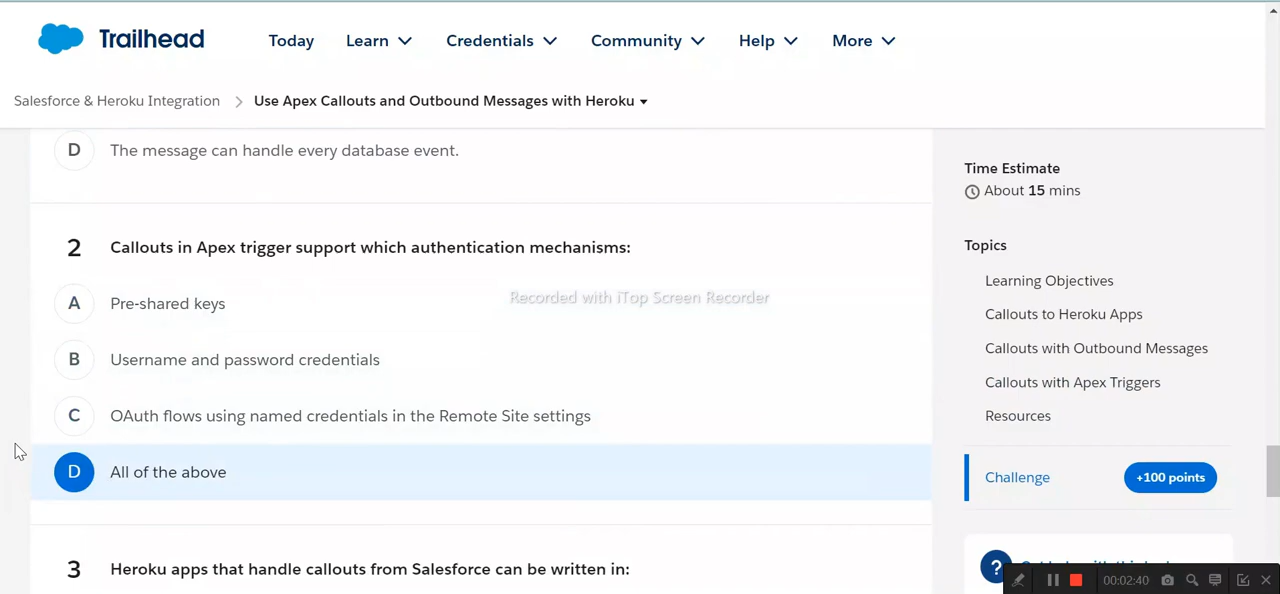 Trailhead
Today Learn Credentials Community Help More
Salesforce & Heroku Integration > Use Apex Callouts and Outbound Messages with Heroku
D The message can handle every database event.
Time Estimate
About 15 mins
2 Callouts in Apex trigger support which authentication mechanisms:
Topics
A Pre-shared keys
Recorded with iTop Screen Recorder
Learning Objectives
Callouts to Heroku Apps
B Username and password credentials
Callouts with Outbound Messages
Callouts with Apex Triggers
C OAuth flows using named credentials in the Remote Site settings
Resources
D All of the above
Challenge +100 points
3 Heroku apps that handle callouts from Salesforce can be written in:
?
00:02:40